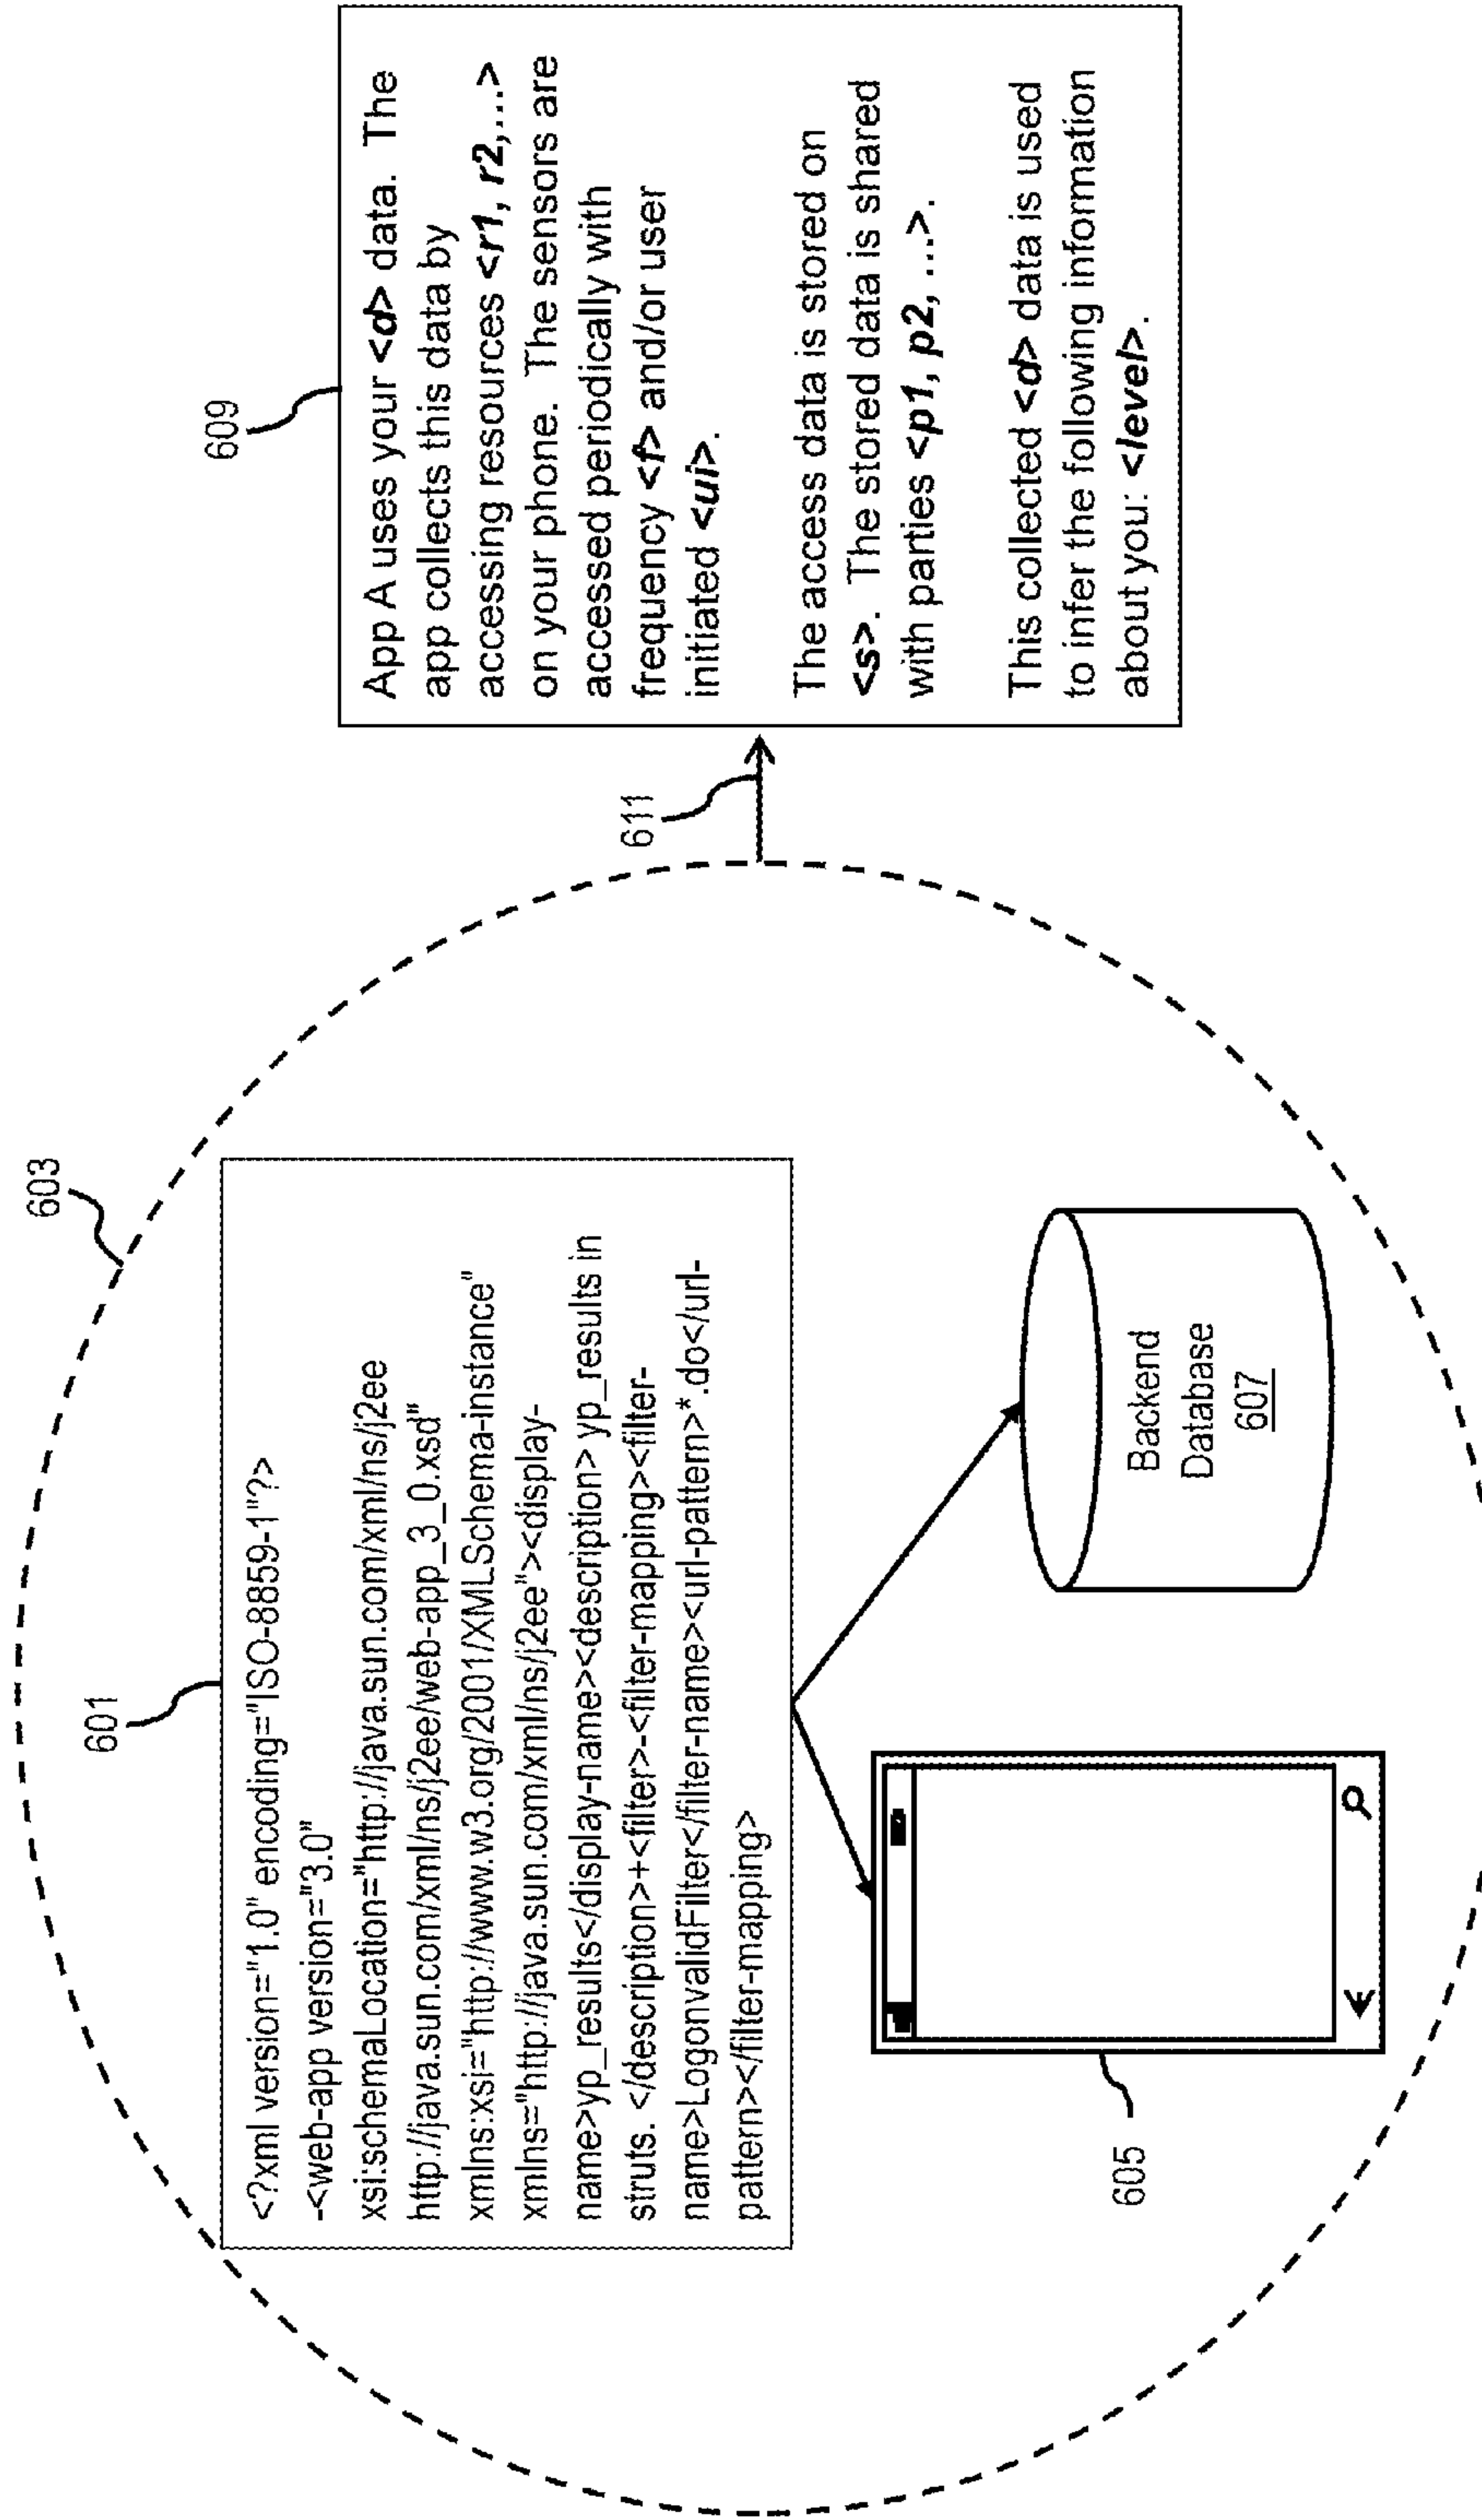 603
601
<?xml version="1.0" encoding="ISO-8859-1"?>
-<web-app version="3.0"
xsi:schemaLocation="http://java.sun.com/xml/ns/j2ee
http://java.sun.com/xml/ns/j2ee/web-app_3_0.xsd"
xmlns:xsi="http://www.w3.org/2001/XMLSchema-instance"
xmlns="http://java.sun.com/xml/ns/j2ee"><display-
name>yp_results</display-name><description> yp_results in
struts. </description>+<filter>-<filter-mapping><filter-
name>LogonvalidFilter</filter-name><url-pattern>*.do</url-
pattern></filter-mapping>
605
Backend
Database
607
611
609
App A uses your <d> data. The
app collects this data by
accessing resources <r1, r2,...>
on your phone. The sensors are
accessed periodically with
frequency <f> and/or user
initiated <ui>.
The access data is stored on
<s>. The stored data is shared
with parties <p1, p2, ...>.
This collected <d> data is used
to infer the following information
about you: <level>.